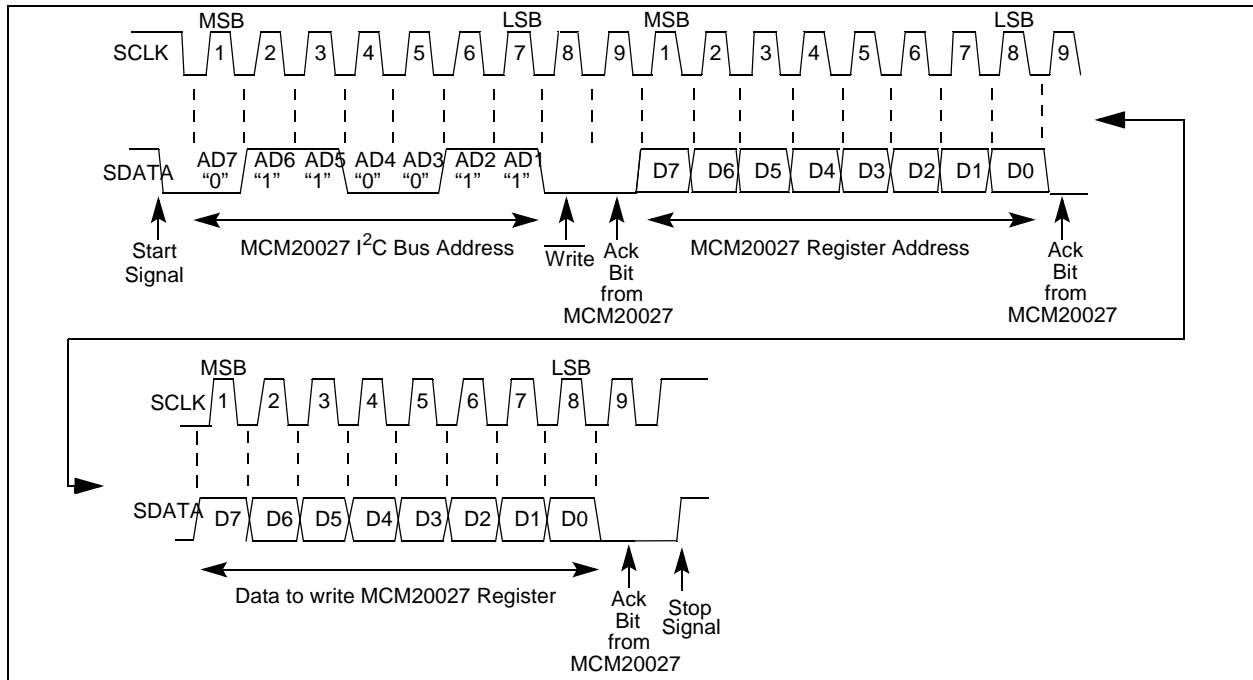 MSB LSB MSB LSB
SCLK 1 2 3 4 5 6 7 8 9 1 2 3 4 5 6 7 8 9
SDATA AD7 AD6 AD5 AD4 AD3 AD2 AD1 D7 D6 D5 D4 D3 D2 D1 D0
“0” “1” “1” “0” “0” “1” “1”
Start
Signal
MCM20027 I2C Bus Address
Write
Ack
Bit
from
MCM20027
MCM20027 Register Address
Ack
Bit
from
MCM20027
MSB LSB
SCLK 1 2 3 4 5 6 7 8 9
SDATA D7 D6 D5 D4 D3 D2 D1 D0
Data to write MCM20027 Register
Ack
Bit
from
MCM20027
Stop
Signal